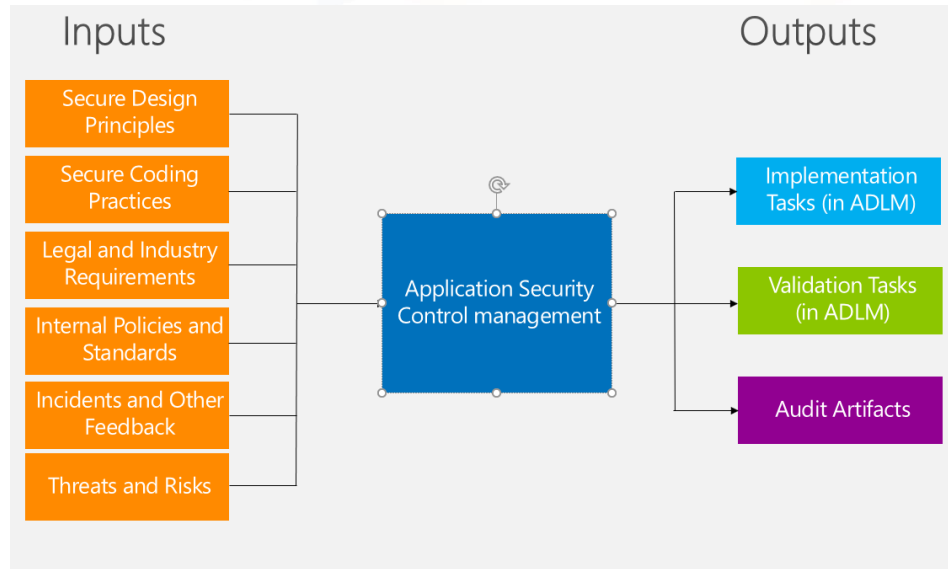 Inputs
Outputs
Secure Design
Principles
Secure Coding
Practices
Legal and Industry
Requirements
Internal Policies and
Standards
Incidents and Other
Feedback
Threats and Risks
Application Security
Control management
Implementation
Tasks (in ADLM)
Validation Tasks
(in ADLM)
Audit Artifacts